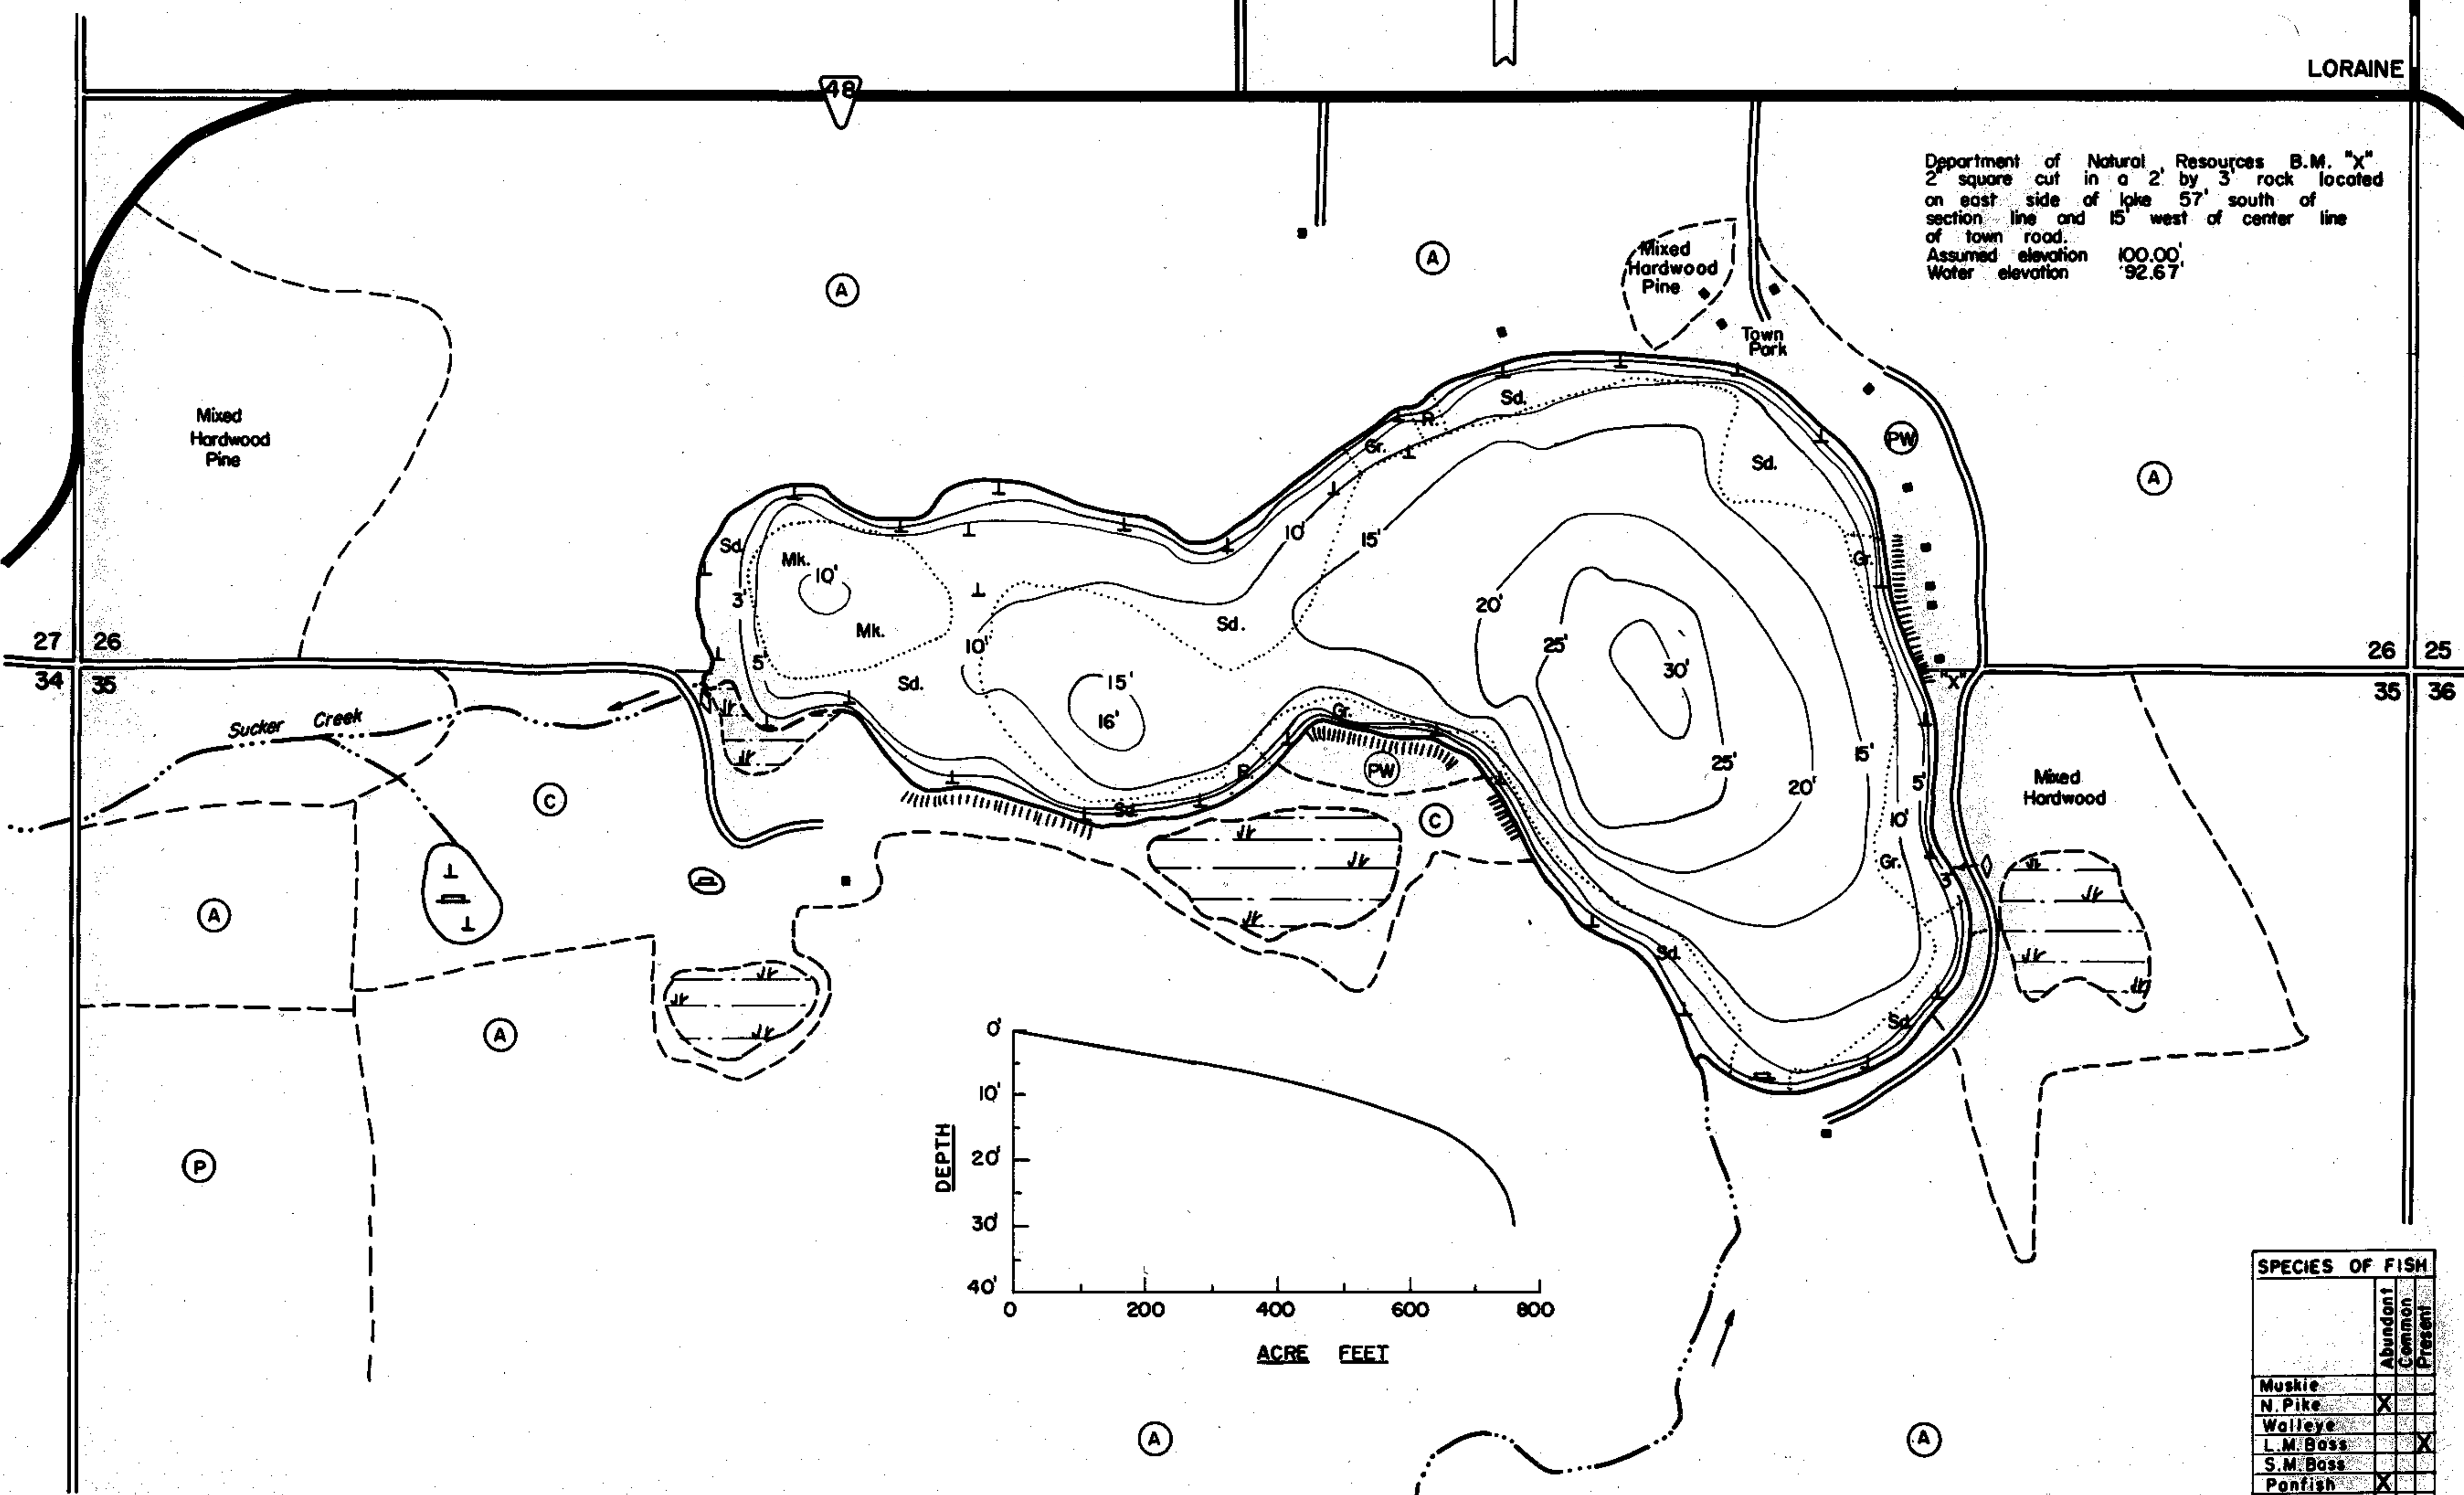 LORAINE
48
Department of Natural Resources B.M. "X"
2" square cut in a 2' by 3' rock located
on east side of lake 57' south of
section line and 15' west of center line
of town road.
Assumed elevation 100.00'
Water elevation 92.67'
A
A
Mixed
Hardwood
Pine
Town
Park
Mixed
Hardwood
Pine
Sd.
R.
Gr.
PW
Sd.
A
10'
15'
Sd.
Mk.
10'
Gr.
3'
20'
Mk.
Sd.
27 26
10'
25'
26 25
5'
30'
34 35
Sd.
15'
"X"
35 36
Sucker Creek
16'
Gr.
25'
15'
R.
PW
20'
5'
Mixed
Hardwood
C
Sd.
C
10'
Gr.
3'
A
Sd.
Sd.
A
0'
10'
20'
30'
40'
DEPTH
0 200 400 600 800
ACRE FEET
P
A
A
SPECIES OF FISH
Abundant
Common
Present
Muskie
N. Pike X
Walleye
L.M. Bass X
S.M. Bass
Panfish X